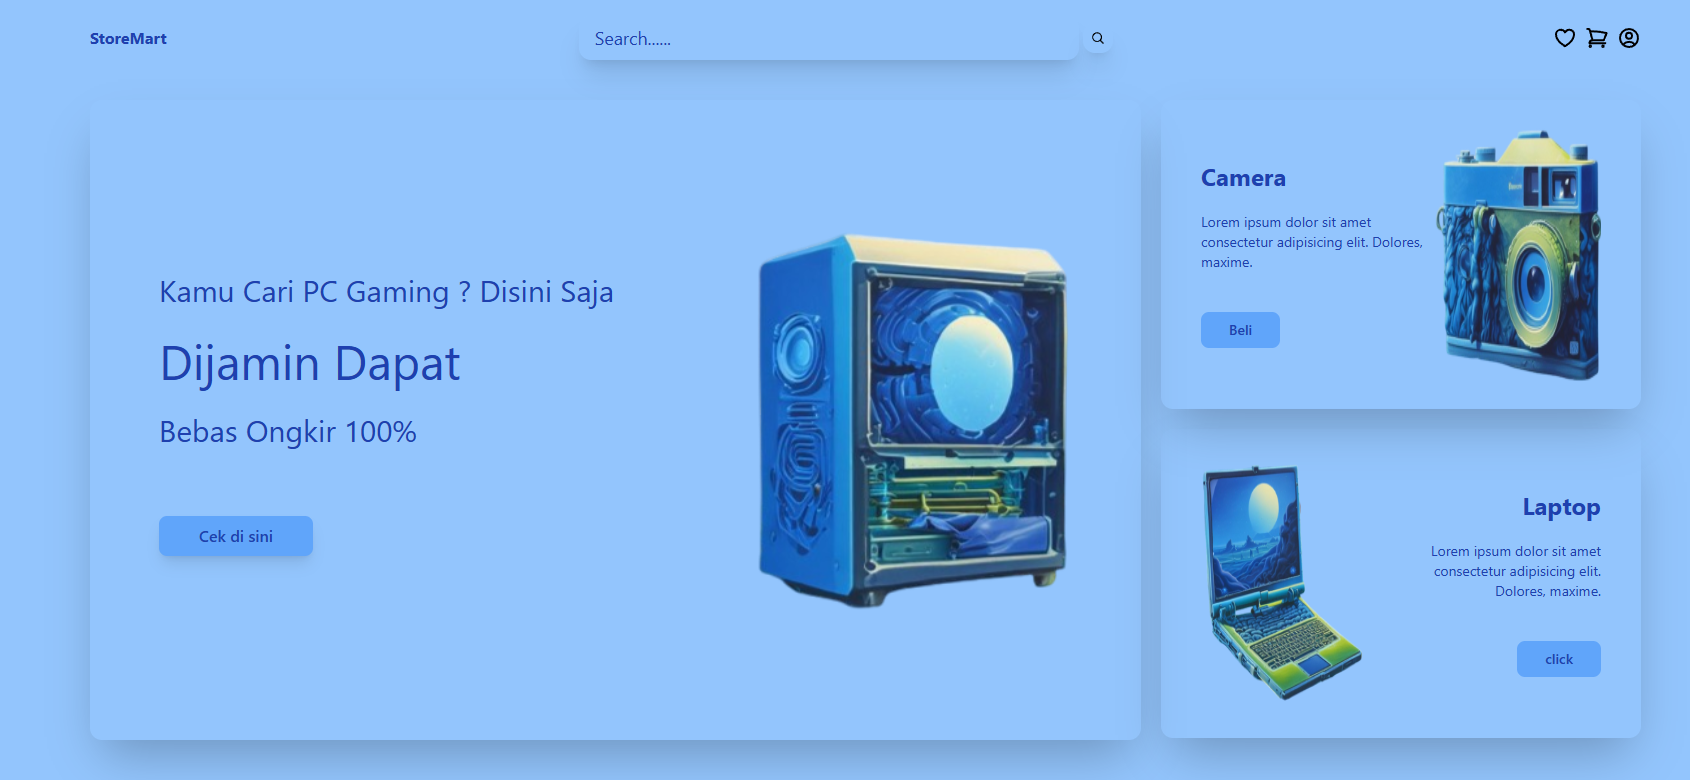 StoreMart
Search......
Kamu Cari PC Gaming ? Disini Saja
Dijamin Dapat
Bebas Ongkir 100%
Cek di sini
Camera
Lorem ipsum dolor sit amet
consectetur adipisicing elit. Dolores,
maxime.
Beli
Laptop
Lorem ipsum dolor sit amet
consectetur adipisicing elit.
Dolores, maxime.
click